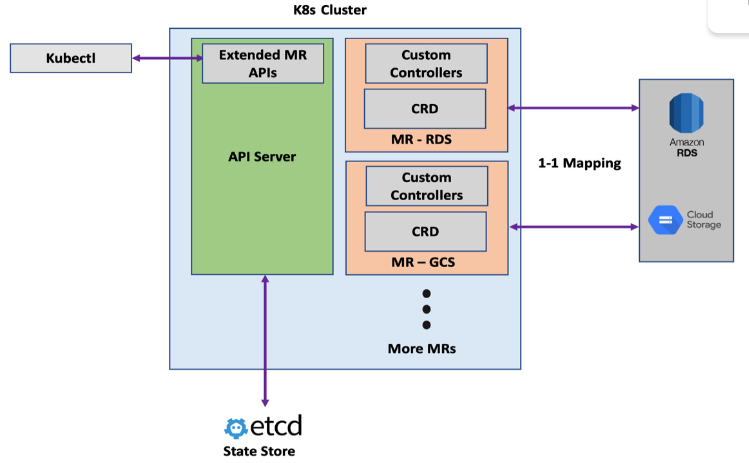 K8s Cluster
Kubectl
Extended MR
APIs
API Server
Custom
Controllers
CRD
MR - RDS
Custom
Controllers
CRD
MR – GCS
More MRs
1-1 Mapping
Amazon
RDS
Cloud
Storage
etcd
State Store